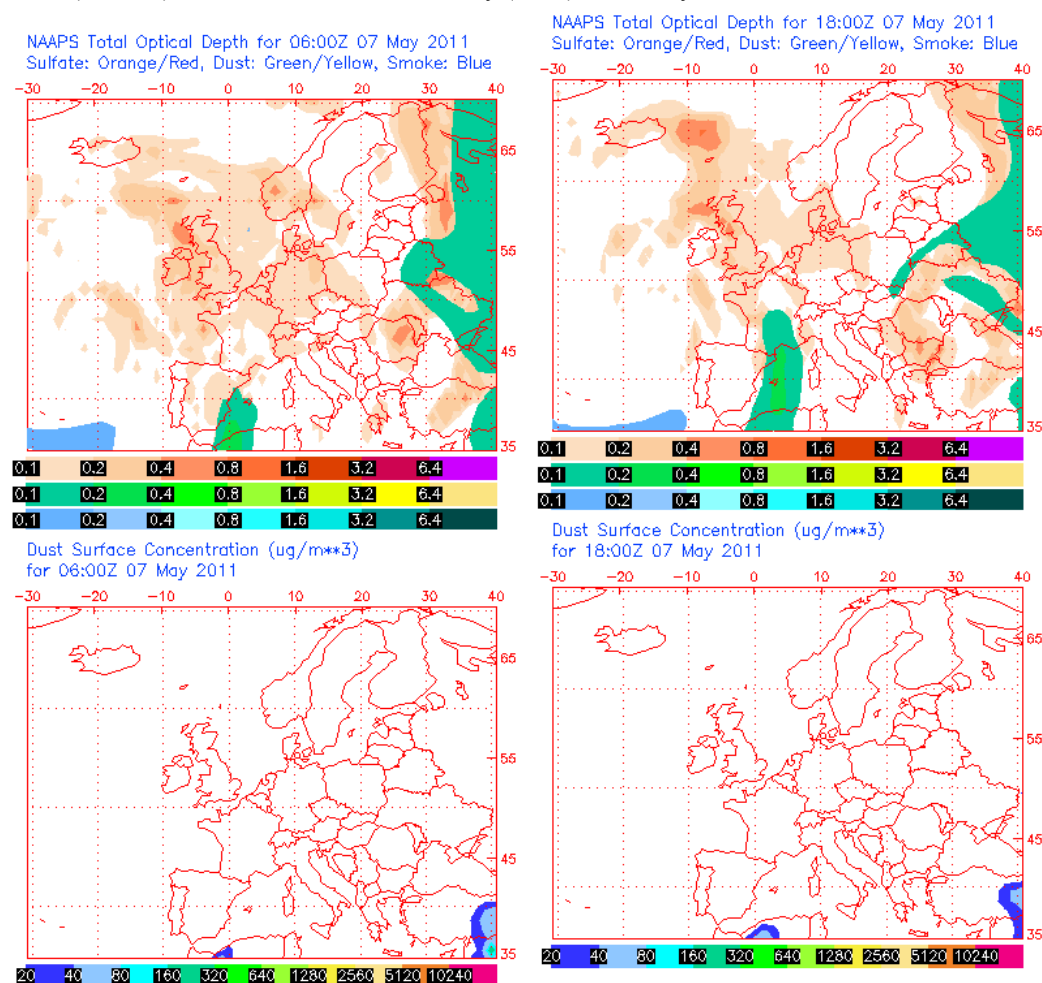 NAAPS Total Optical Depth for 06:00Z 07 May 2011
Sulfate: Orange/Red, Dust: Green/Yellow, Smoke: Blue
-30 -20 -10 0 10 20 30 40
65
55
45
35
0.1 0.2 0.4 0.8 1.6 3.2 6.4
0.1 0.2 0.4 0.8 1.6 3.2 6.4
0.1 0.2 0.4 0.8 1.6 3.2 6.4
NAAPS Total Optical Depth for 18:00Z 07 May 2011
Sulfate: Orange/Red, Dust: Green/Yellow, Smoke: Blue
-30 -20 -10 0 10 20 30 40
65
55
45
35
0.1 0.2 0.4 0.8 1.6 3.2 6.4
0.1 0.2 0.4 0.8 1.6 3.2 6.4
0.1 0.2 0.4 0.8 1.6 3.2 6.4
Dust Surface Concentration (ug/m**3)
for 06:00Z 07 May 2011
-30 -20 -10 0 10 20 30 40
65
55
45
35
20 40 80 160 320 640 1280 2560 5120 10240
Dust Surface Concentration (ug/m**3)
for 18:00Z 07 May 2011
-30 -20 -10 0 10 20 30 40
65
55
45
35
20 40 80 160 320 640 1280 2560 5120 10240